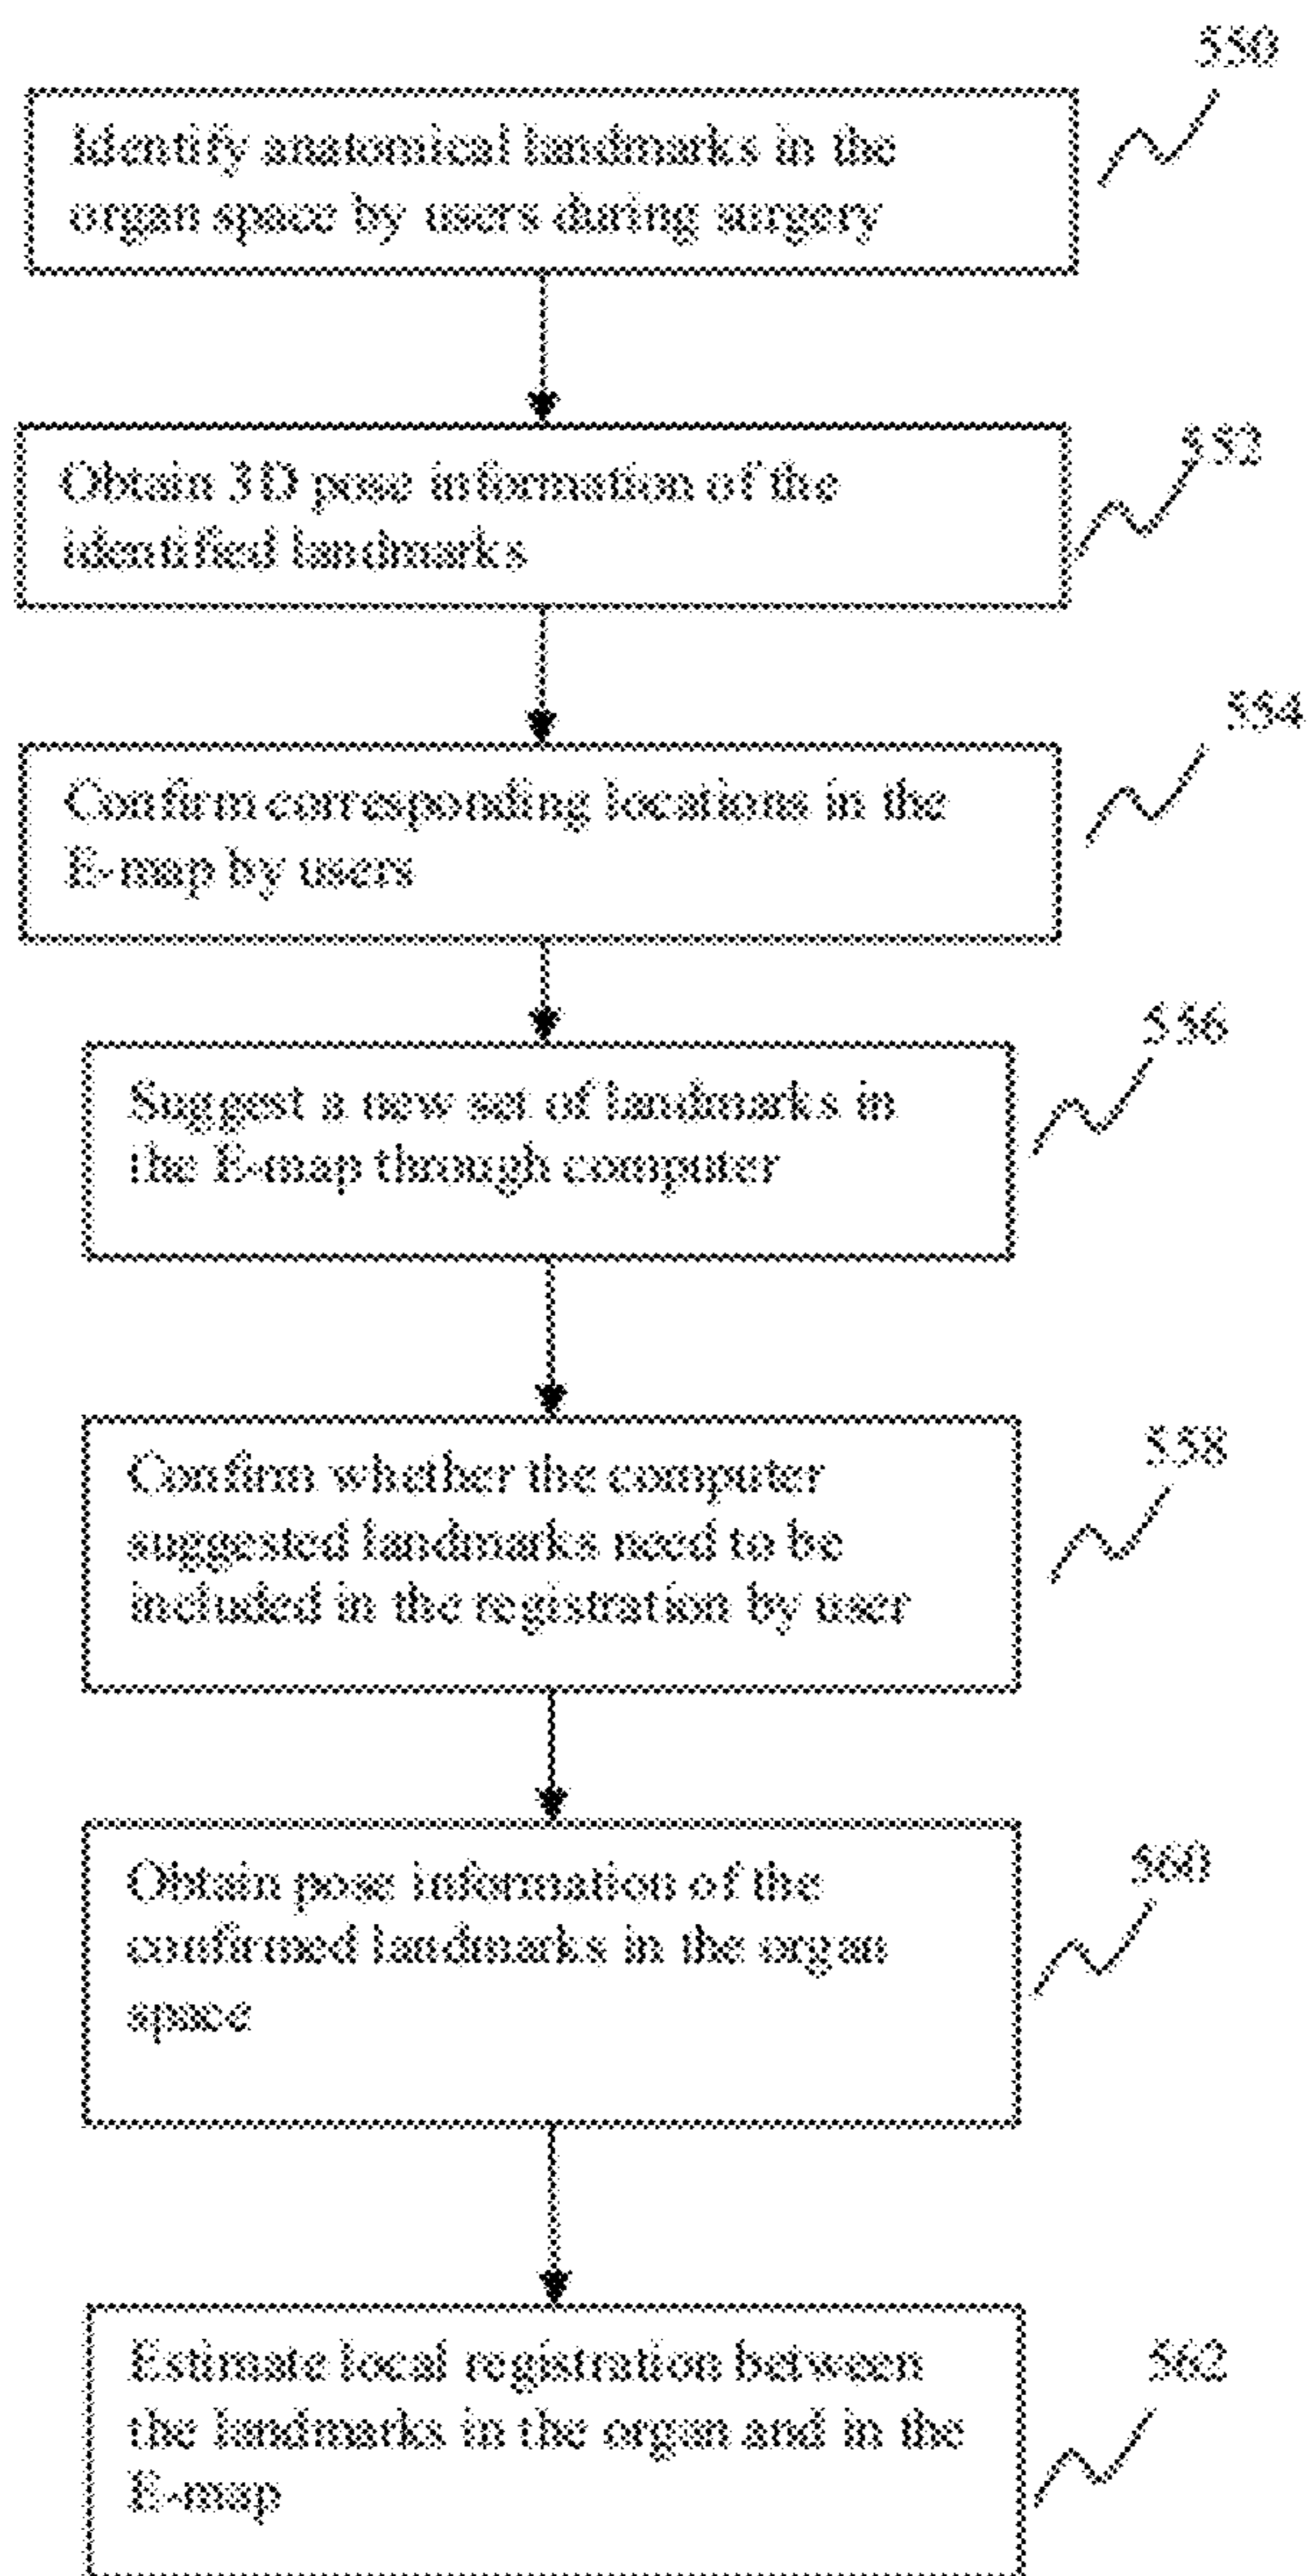 550
Identify anatomical landmarks in the
organ space by users during surgery
552
Obtain 3D pose information of the
identified landmarks
554
Confirm corresponding locations in the
E-map by users
556
Suggest a new set of landmarks in
the E-map through computer
558
Confirm whether the computer
suggested landmarks need to be
included in the registration by user
560
Obtain pose information of the
confirmed landmarks in the organ
space
562
Estimate local registration between
the landmarks in the organ and in the
E-map